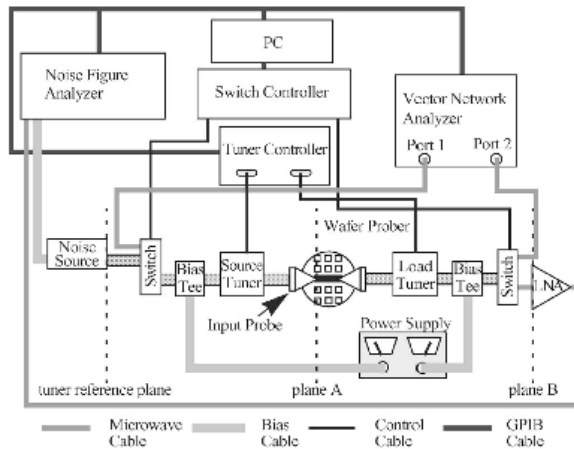 PC
Noise Figure
Analyzer
Switch Controller
Vector Network
Analyzer
Port 1
Port 2
Tuner Controller
Wafer Prober
Noise
Source
Switch
Bias
Tee
Source
Tuner
Load
Tuner
Bias
Tee
Switch
LNA
Input Probe
Power Supply
tuner reference plane
plane A
plane B
Microwave
Cable
Bias
Cable
Control
Cable
GPIB
Cable